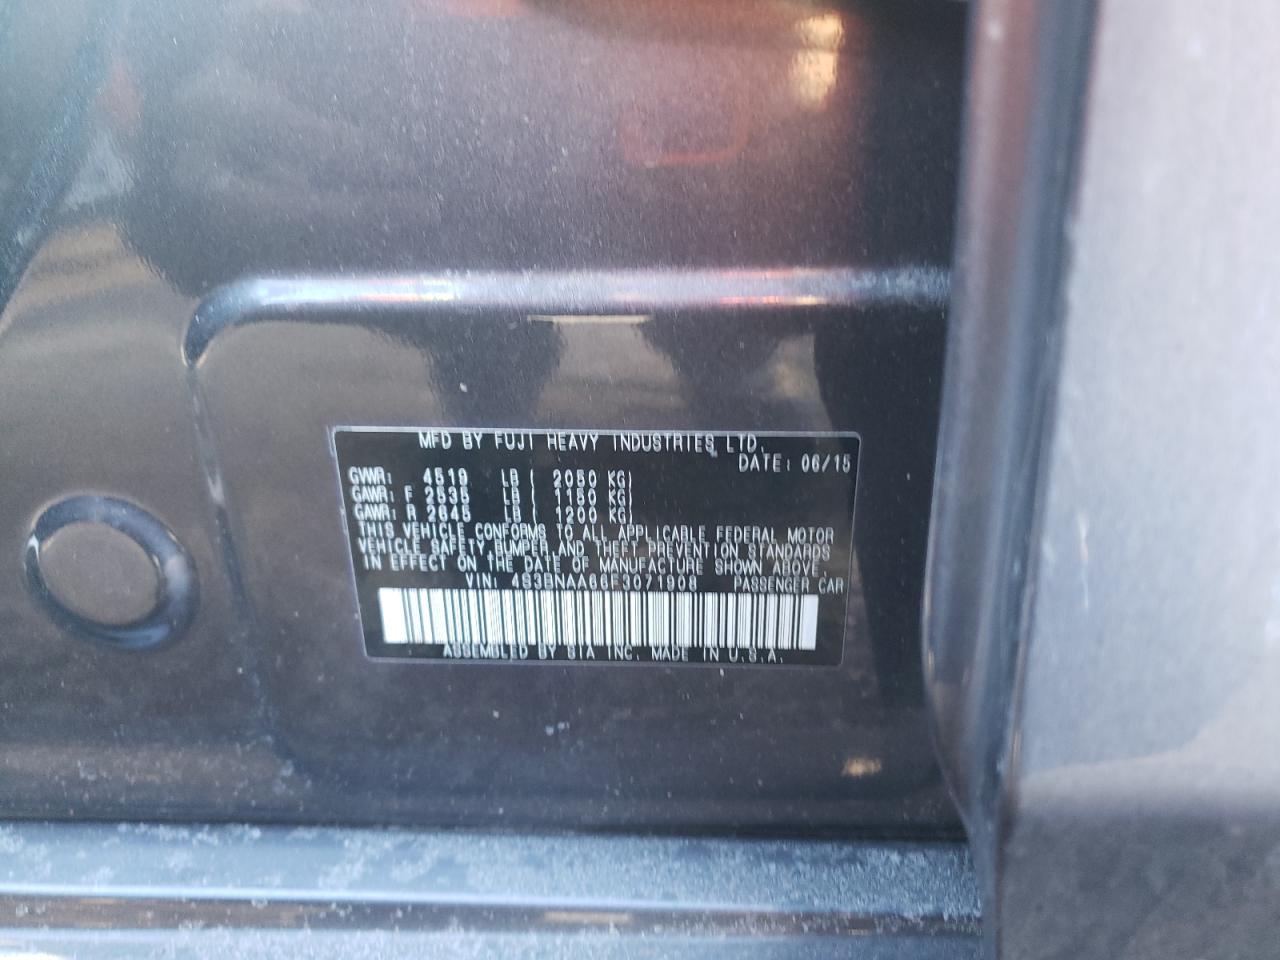 MFD BY FUJI HEAVY INDUSTRIES LTD.
DATE: 06/15
GVWR: 4519 LB ( 2050 KG)
GAWR: F 2535 LB ( 1150 KG)
GAWR: R 2645 LB ( 1200 KG)
THIS VEHICLE CONFORMS TO ALL APPLICABLE FEDERAL MOTOR
VEHICLE SAFETY, BUMPER, AND THEFT PREVENTION STANDARDS
IN EFFECT ON THE DATE OF MANUFACTURE SHOWN ABOVE.
VIN: 4S3BNAA66F3071908 PASSENGER CAR
ASSEMBLED BY SIA INC. MADE IN U.S.A.